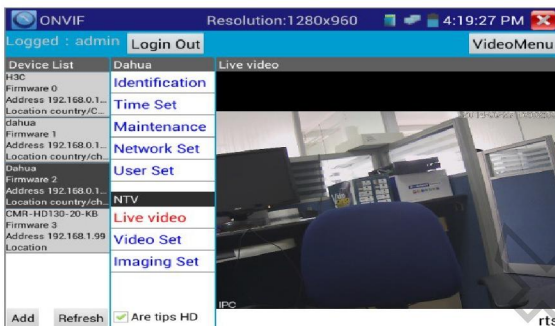 ONVIF
Resolution:1280x960
4:19:27 PM
Logged : admin
Login Out
VideoMenu
Device List
H3C
Firmware 0
Address 192.168.0.1...
Location country/C...
dahua
Firmware 1
Address 192.168.0.1...
Location country/ch...
Dahua
Firmware 2
Address 192.168.0.1...
Location country/ch...
CMR-HD130-20-KB
Firmware 3
Address 192.168.1.99
Location
Add
Refresh
Dahua
Identification
Time Set
Maintenance
Network Set
User Set
NTV
Live video
Video Set
Imaging Set
Are tips HD
Live video
IPC
rts